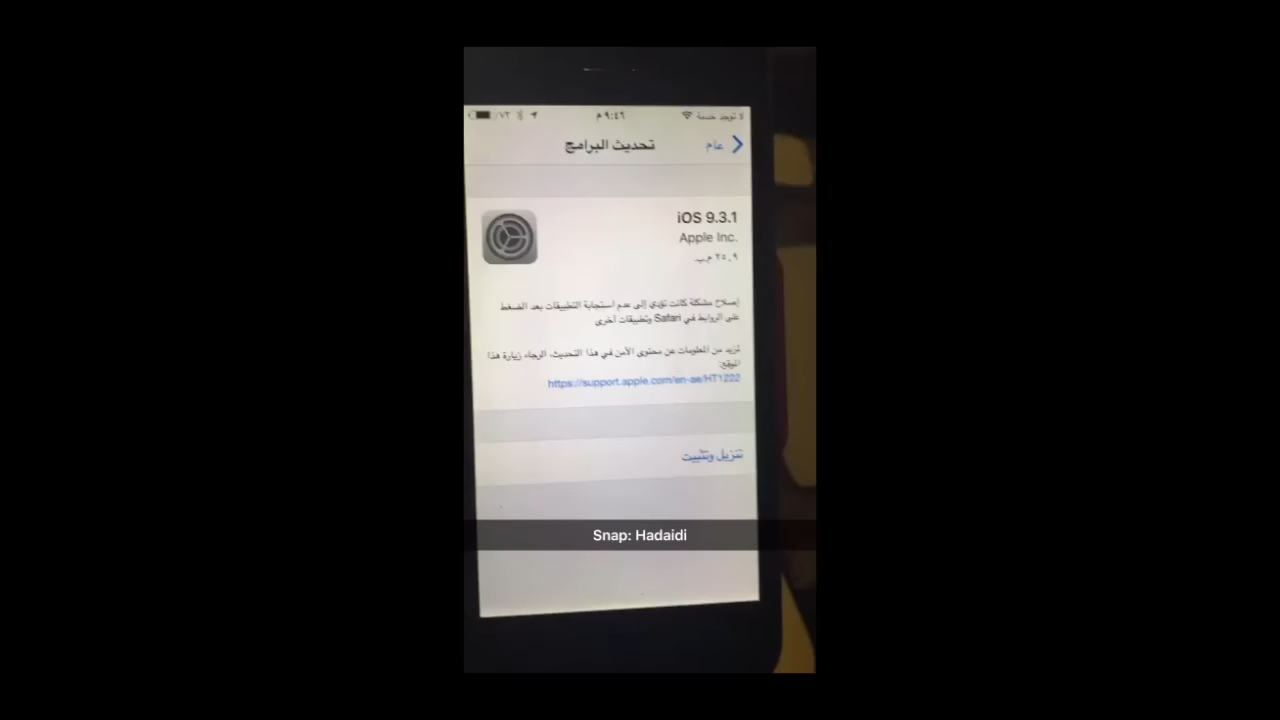 لا توجد خدمة ٩:٤٦ م ٧٣٪
عام تحديث البرامج
iOS 9.3.1
Apple Inc.
٢٥٫٩ م.ب.
إصلاح مشكلة كانت تؤدي إلى عدم استجابة التطبيقات بعد الضغط
على الروابط في Safari وتطبيقات أخرى
لمزيد من المعلومات عن محتوى الأمن في هذا التحديث، الرجاء زيارة هذا
الموقع:
https://support.apple.com/en-ae/HT1222
تنزيل وتثبيت
Snap: Hadaidi